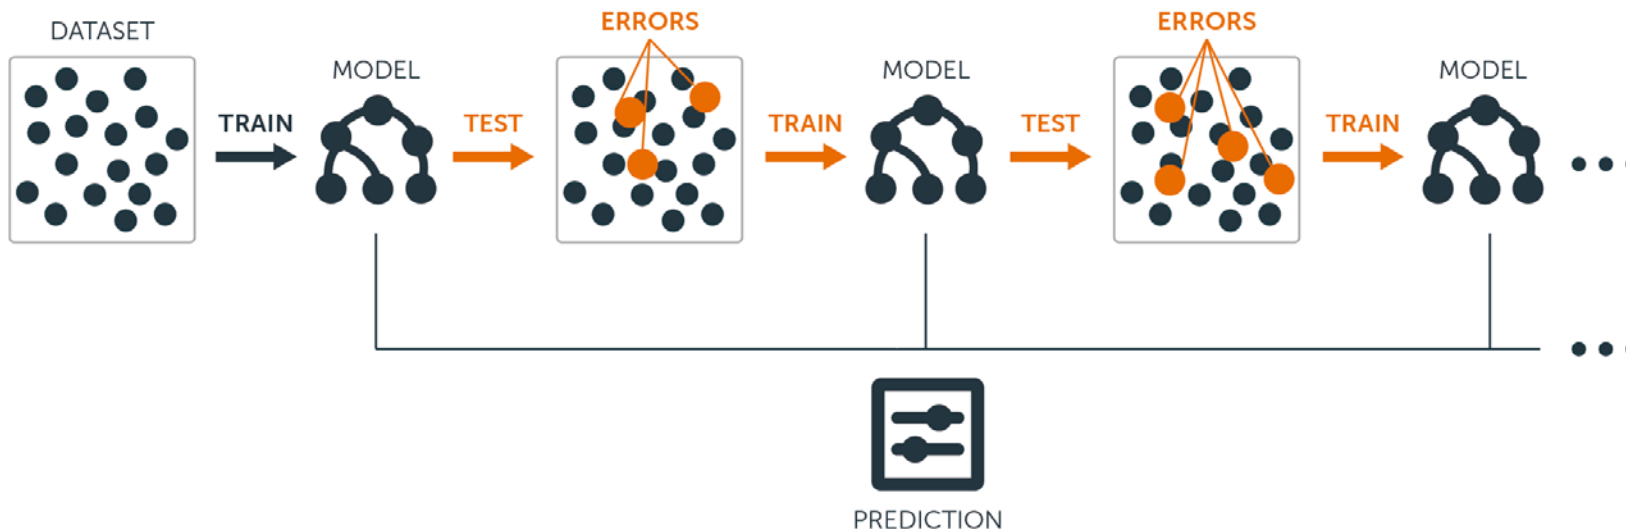 DATASET
TRAIN
MODEL
TEST
ERRORS
TRAIN
MODEL
TEST
ERRORS
TRAIN
MODEL
PREDICTION